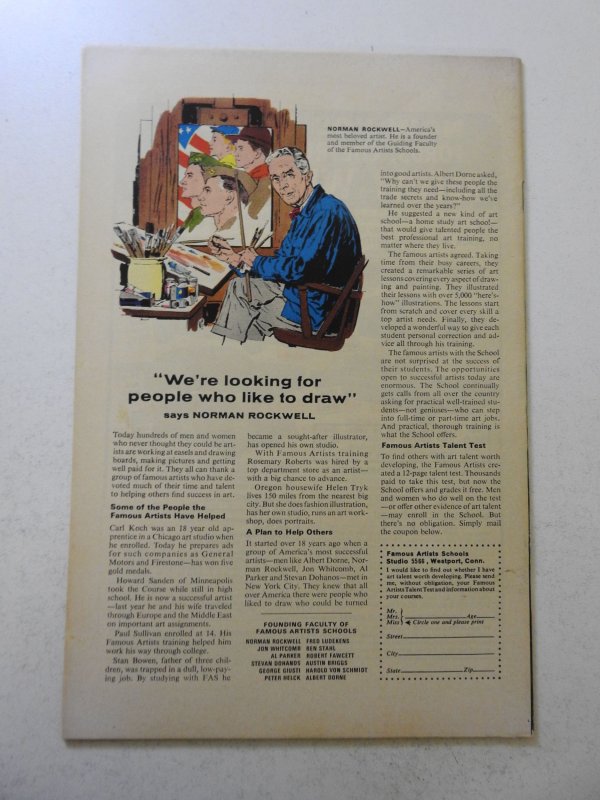 NORMAN ROCKWELL—America's
most beloved artist. He is a founder
and member of the Guiding Faculty
of the Famous Artists Schools.
"We're looking for
people who like to draw"
says NORMAN ROCKWELL
Today hundreds of men and women
who never thought they could be art-
ists are working at easels and drawing
boards, making pictures and getting
well paid for it. They all can thank a
group of famous artists who have de-
voted much of their time and talent
to helping others find success in art.
Some of the People the
Famous Artists Have Helped
Carl Koch was an 18 year old ap-
prentice in a Chicago art studio when
he enrolled. Today he prepares ads
for such companies as General
Motors and Firestone—has won five
gold medals.
Howard Sanden of Minneapolis
took the Course while still in high
school. He is now a successful artist
—last year he and his wife traveled
through Europe and the Middle East
on important art assignments.
Paul Sullivan enrolled at 14. His
Famous Artists training helped him
work his way through college.
Stan Bowen, father of three chil-
dren, was trapped in a dull, low-pay-
ing job. By studying with FAS he
became a sought-after illustrator,
has opened his own studio.
With Famous Artists training
Rosemary Roberts was hired by a
top department store as an artist—
with a big chance to advance.
Oregon housewife Helen Tryk
lives 150 miles from the nearest big
city. But she does fashion illustration,
has her own studio, runs an art work-
shop, does portraits.
A Plan to Help Others
It started over 18 years ago when a
group of America's most successful
artists—men like Albert Dorne, Nor-
man Rockwell, Jon Whitcomb, Al
Parker and Stevan Dohanos—met in
New York City. They knew that all
over America there were people who
liked to draw who could be turned
FOUNDING FACULTY OF
FAMOUS ARTISTS SCHOOLS
NORMAN ROCKWELL FRED LUDEKENS
JON WHITCOMB BEN STAHL
AL PARKER ROBERT FAWCETT
STEVAN DOHANOS AUSTIN BRIGGS
GEORGE GIUSTI HAROLD VON SCHMIDT
PETER HELCK ALBERT DORNE
into good artists. Albert Dorne asked,
"Why can't we give these people the
training they need—including all the
trade secrets and know-how we've
learned over the years?"
He suggested a new kind of art
school—a home study art school—
that would give talented people the
best professional art training, no
matter where they live.
The famous artists agreed. Taking
time from their busy careers, they
created a remarkable series of art
lessons covering every aspect of draw-
ing and painting. They illustrated
their lessons with over 5,000 "here's-
how" illustrations. The lessons start
from scratch and cover every skill a
top artist needs. Finally, they de-
veloped a wonderful way to give each
student personal correction and ad-
vice all through his training.
The famous artists with the School
are not surprised at the success of
their students. The opportunities
open to successful artists today are
enormous. The School continually
gets calls from all over the country
asking for practical well-trained stu-
dents—not geniuses—who can step
into full-time or part-time art jobs.
And practical, thorough training is
what the School offers.
Famous Artists Talent Test
To find others with art talent worth
developing, the Famous Artists cre-
ated a 12-page talent test. Thousands
paid to take this test, but now the
School offers and grades it free. Men
and women who do well on the test
—or offer other evidence of art talent
—may enroll in the School. But
there's no obligation. Simply mail
the coupon below.
Famous Artists Schools
Studio 5566, Westport, Conn.
I would like to find out whether I have
art talent worth developing. Please send
me, without obligation, your Famous
Artists Talent Test and information about
your courses.
Mr.
Mrs. Age
Miss Circle one and please print
Street
City
State Zip